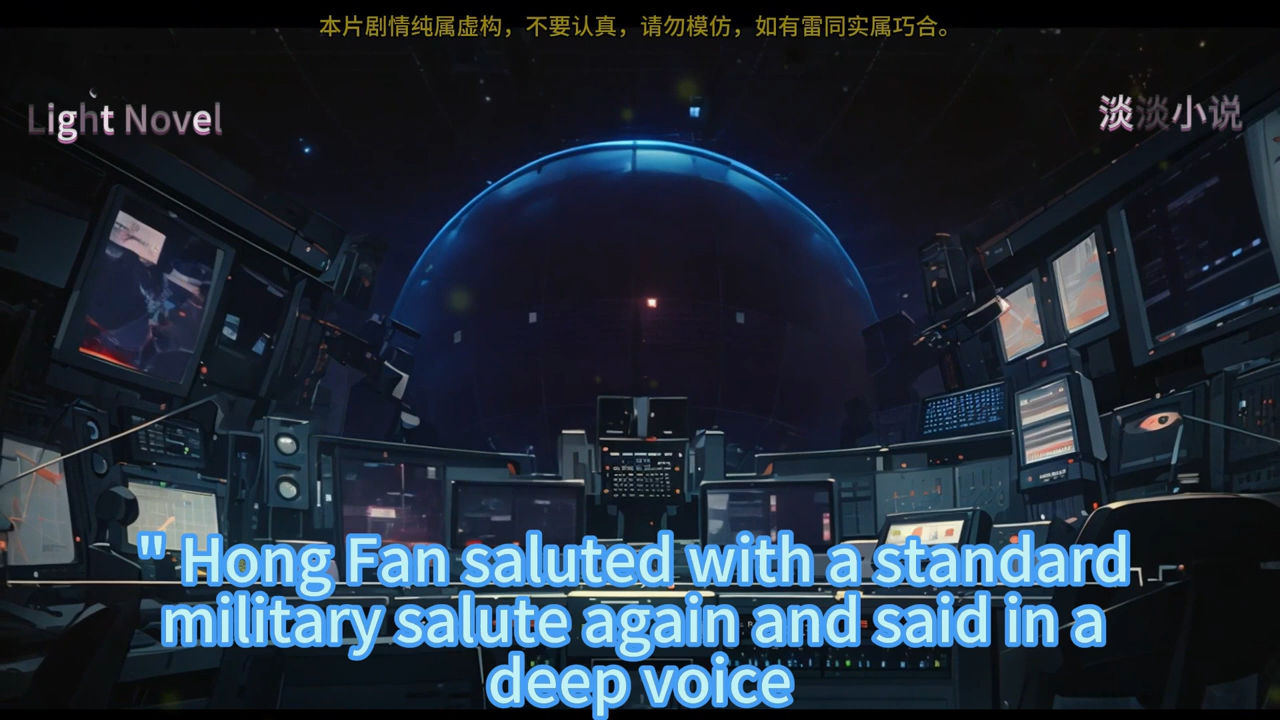 本片剧情纯属虚构，不要认真，请勿模仿，如有雷同实属巧合。
Light Novel
淡淡小说
" Hong Fan saluted with a standard
military salute again and said in a
deep voice